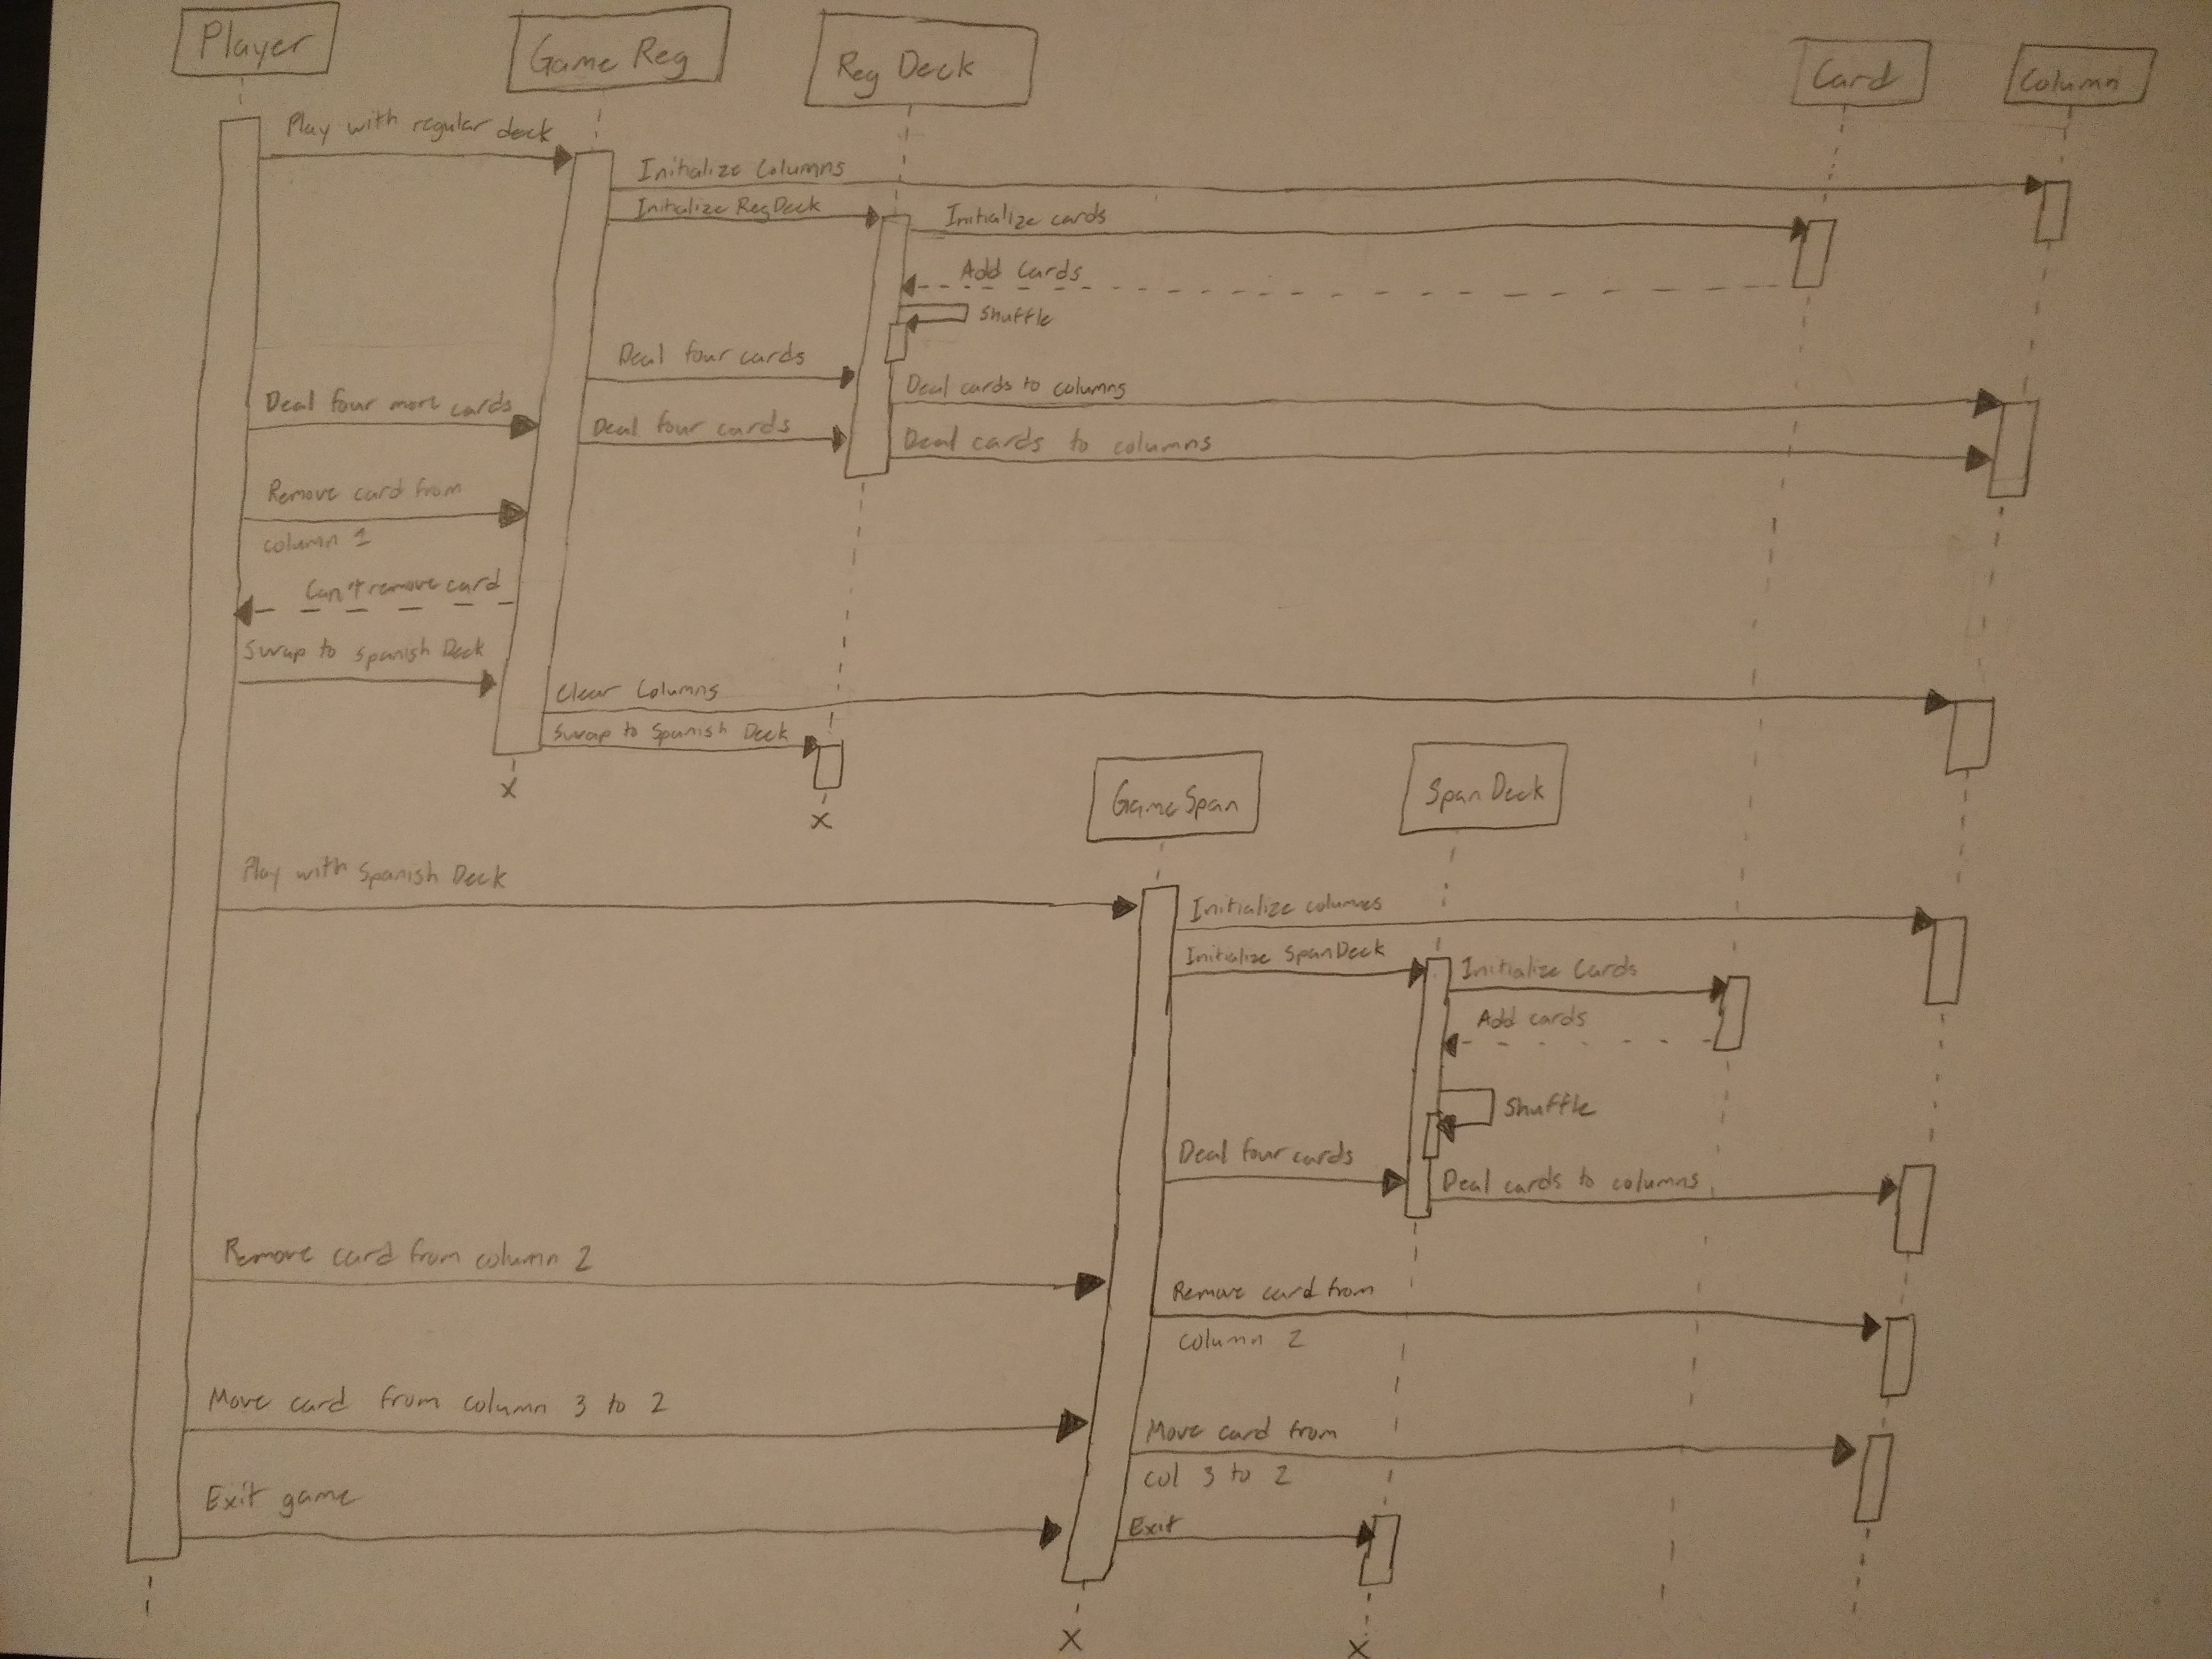 Player
Game Reg
Reg Deck
Card
Column
Play with regular deck
Initialize Columns
Initialize RegDeck
Initialize cards
Add Cards
Shuffle
Deal four cards
Deal cards to columns
Deal four more cards
Deal four cards
Deal cards to columns
Remove card from
column 1
Can't remove card
Swap to Spanish Deck
Clear Columns
Swap to Spanish Deck
X
X
GameSpan
SpanDeck
Play with Spanish Deck
Initialize columns
Initialize SpanDeck
Initialize Cards
Add cards
Shuffle
Deal four cards
Deal cards to columns
Remove card from column 2
Remove card from
column 2
Move card from column 3 to 2
Move card from
col 3 to 2
Exit game
Exit
X
X